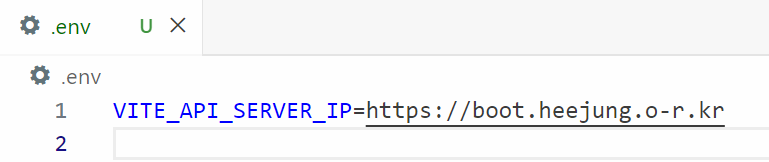 .env U
.env
1 VITE_API_SERVER_IP=https://boot.heejung.o-r.kr
2